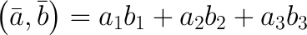 (ā, b̄) = a₁b₁ + a₂b₂ + a₃b₃